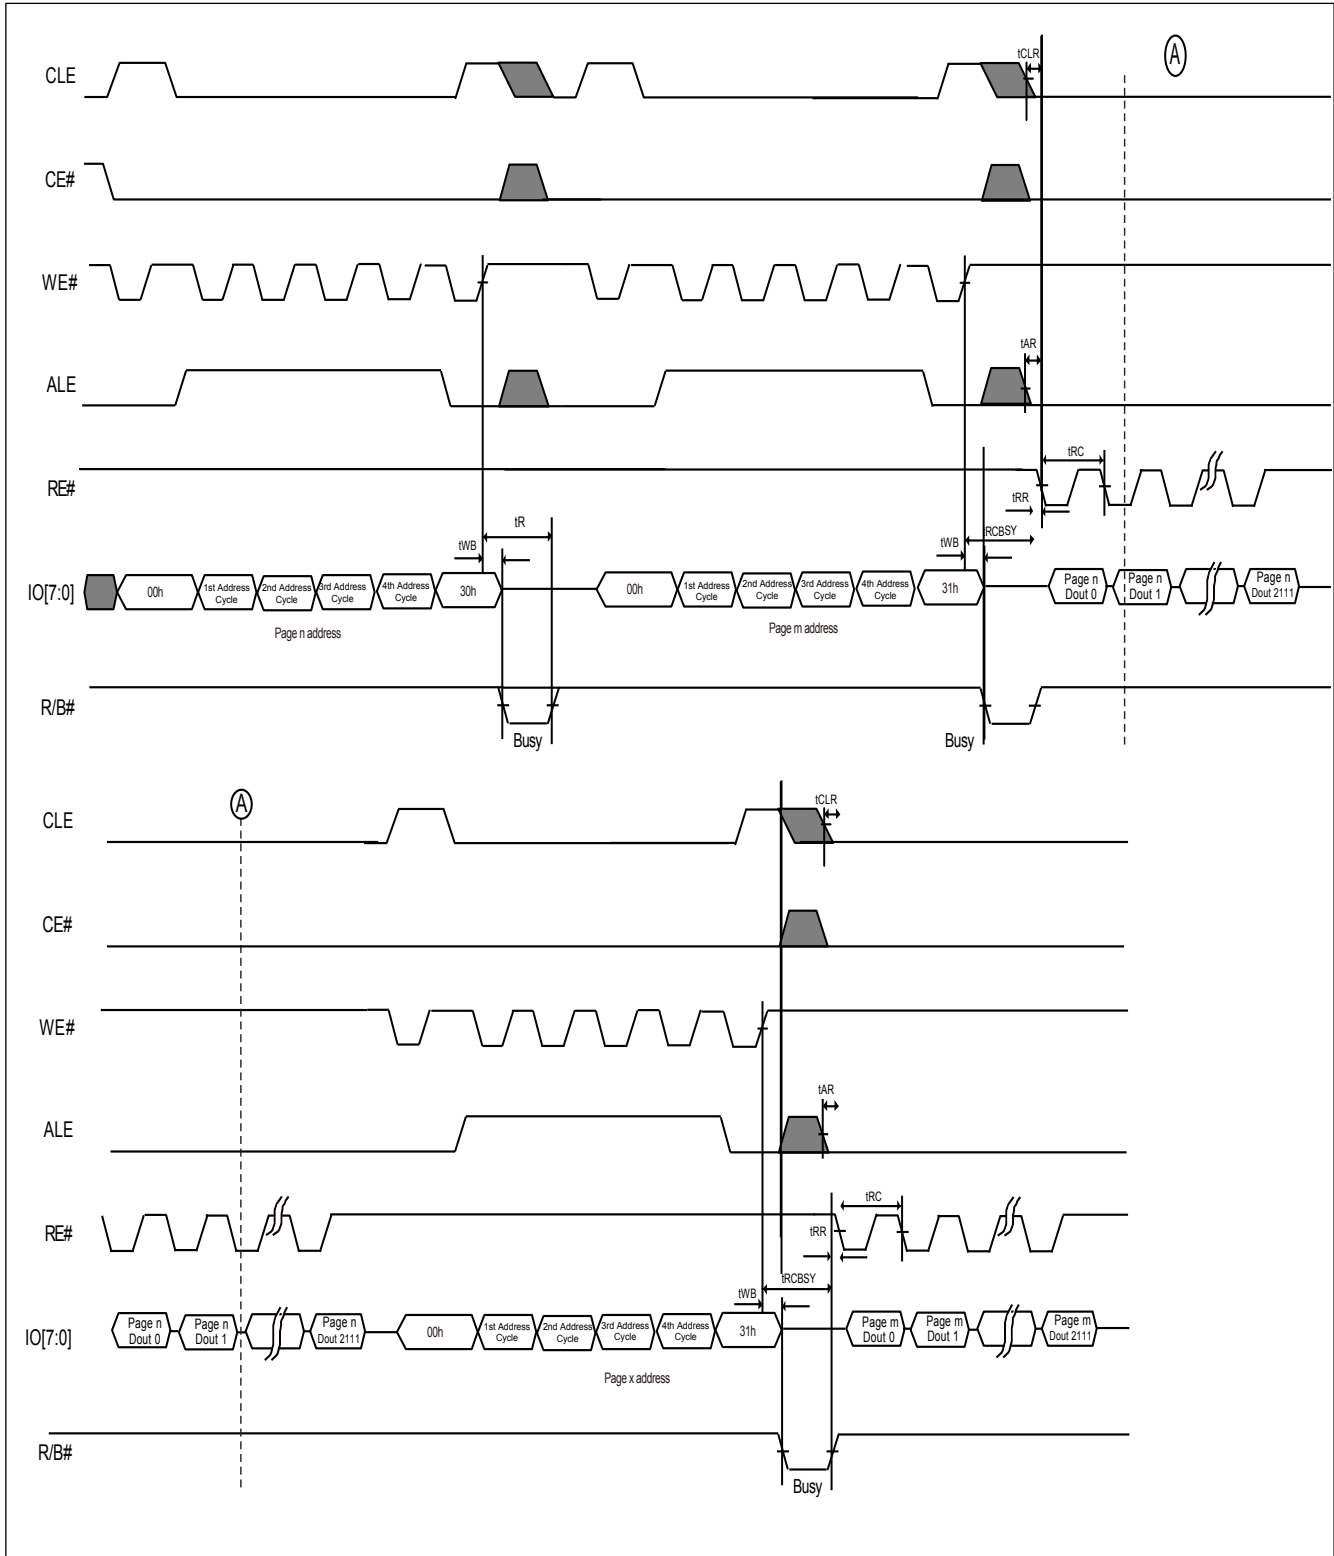 tCLR
A
CLE
CE#
WE#
tAR
ALE
tRC
RE#
tRR
tR
tRCBSY
tWB
tWB
IO[7:0]
00h
1st Address Cycle
2nd Address Cycle
3rd Address Cycle
4th Address Cycle
30h
00h
1st Address Cycle
2nd Address Cycle
3rd Address Cycle
4th Address Cycle
31h
Page n Dout 0
Page n Dout 1
Page n Dout 2111
Page n address
Page m address
R/B#
Busy
Busy
A
tCLR
CLE
CE#
WE#
tAR
ALE
tRC
RE#
tRR
tRCBSY
tWB
IO[7:0]
Page n Dout 0
Page n Dout 1
Page n Dout 2111
00h
1st Address Cycle
2nd Address Cycle
3rd Address Cycle
4th Address Cycle
31h
Page m Dout 0
Page m Dout 1
Page m Dout 2111
Page x address
R/B#
Busy